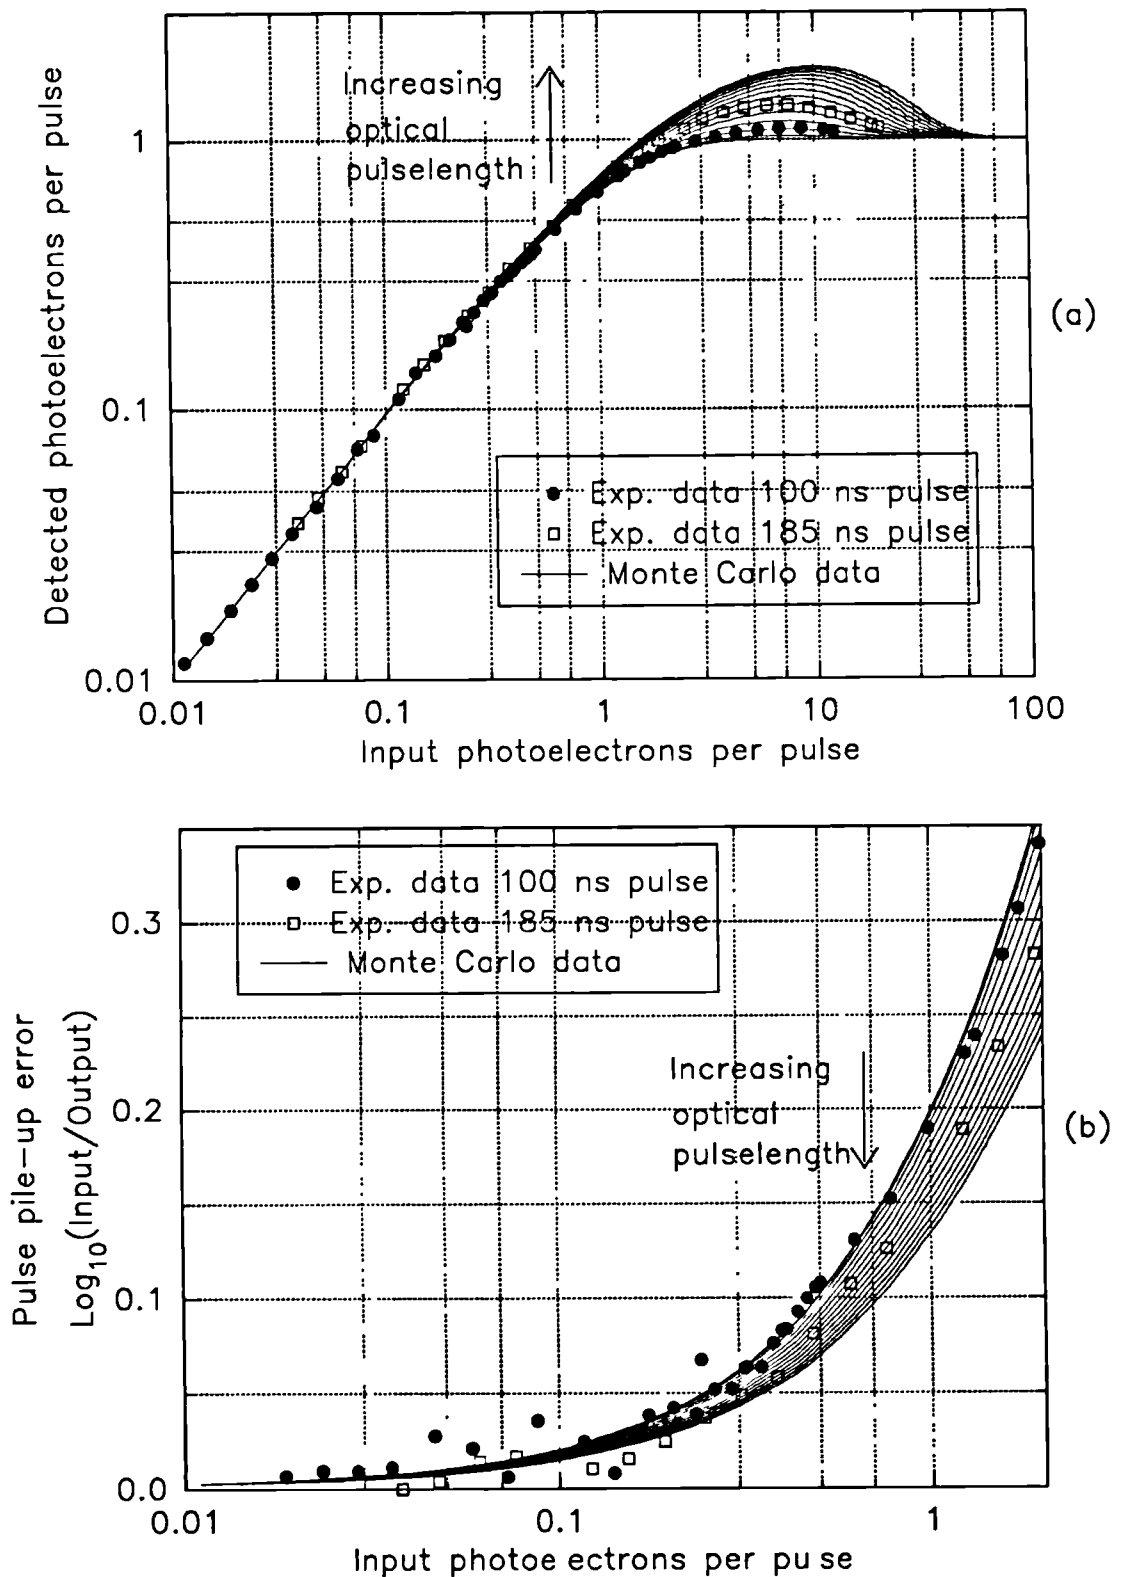 Increasing
optical
pulselength
Detected photoelectrons per pulse
1
0.1
0.01
(a)
Exp. data 100 ns pulse
Exp. data 185 ns pulse
Monte Carlo data
0.01 0.1 1 10 100
Input photoelectrons per pulse
Exp. data 100 ns pulse
Exp. data 185 ns pulse
Monte Carlo data
Pulse pile-up error
Log10(Input/Output)
0.3
0.2
0.1
0.0
Increasing
optical
pulselength
(b)
0.01 0.1 1
Input photoe ectrons per pu se